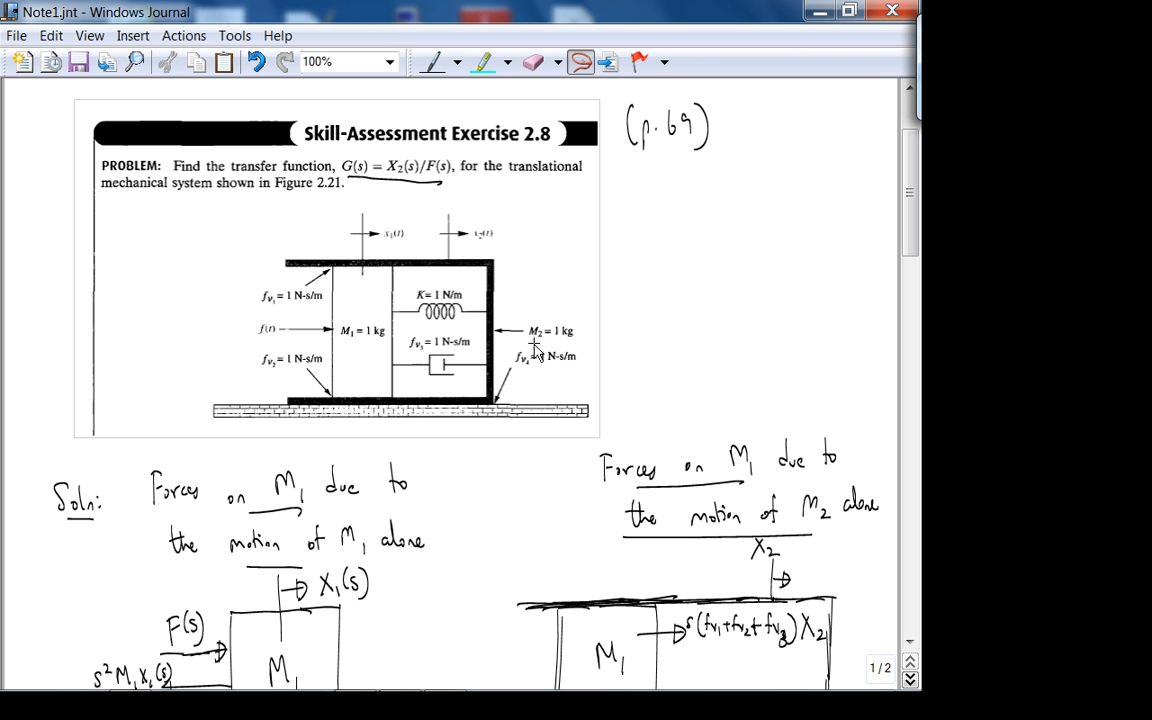 Note1.jnt - Windows Journal
File Edit View Insert Actions Tools Help
100%
Skill-Assessment Exercise 2.8
(p. 69)
PROBLEM: Find the transfer function, G(s) = X₂(s)/F(s), for the translational
mechanical system shown in Figure 2.21.
x₁(t)
x₂(t)
fv₁ = 1 N-s/m
K = 1 N/m
f(t)
M₁ = 1 kg
M₂ = 1 kg
fv₃ = 1 N-s/m
fv₂ = 1 N-s/m
fv₄ = N-s/m
Soln: Forces on M₁ due to
the motion of M₁ alone
X₁(s)
F(s)
s²M₁X₁(s)
M₁
Forces on M₁ due to
the motion of M₂ alone
X₂
s(fv₁+fv₂+fv₃)X₂
M₁
1 / 2